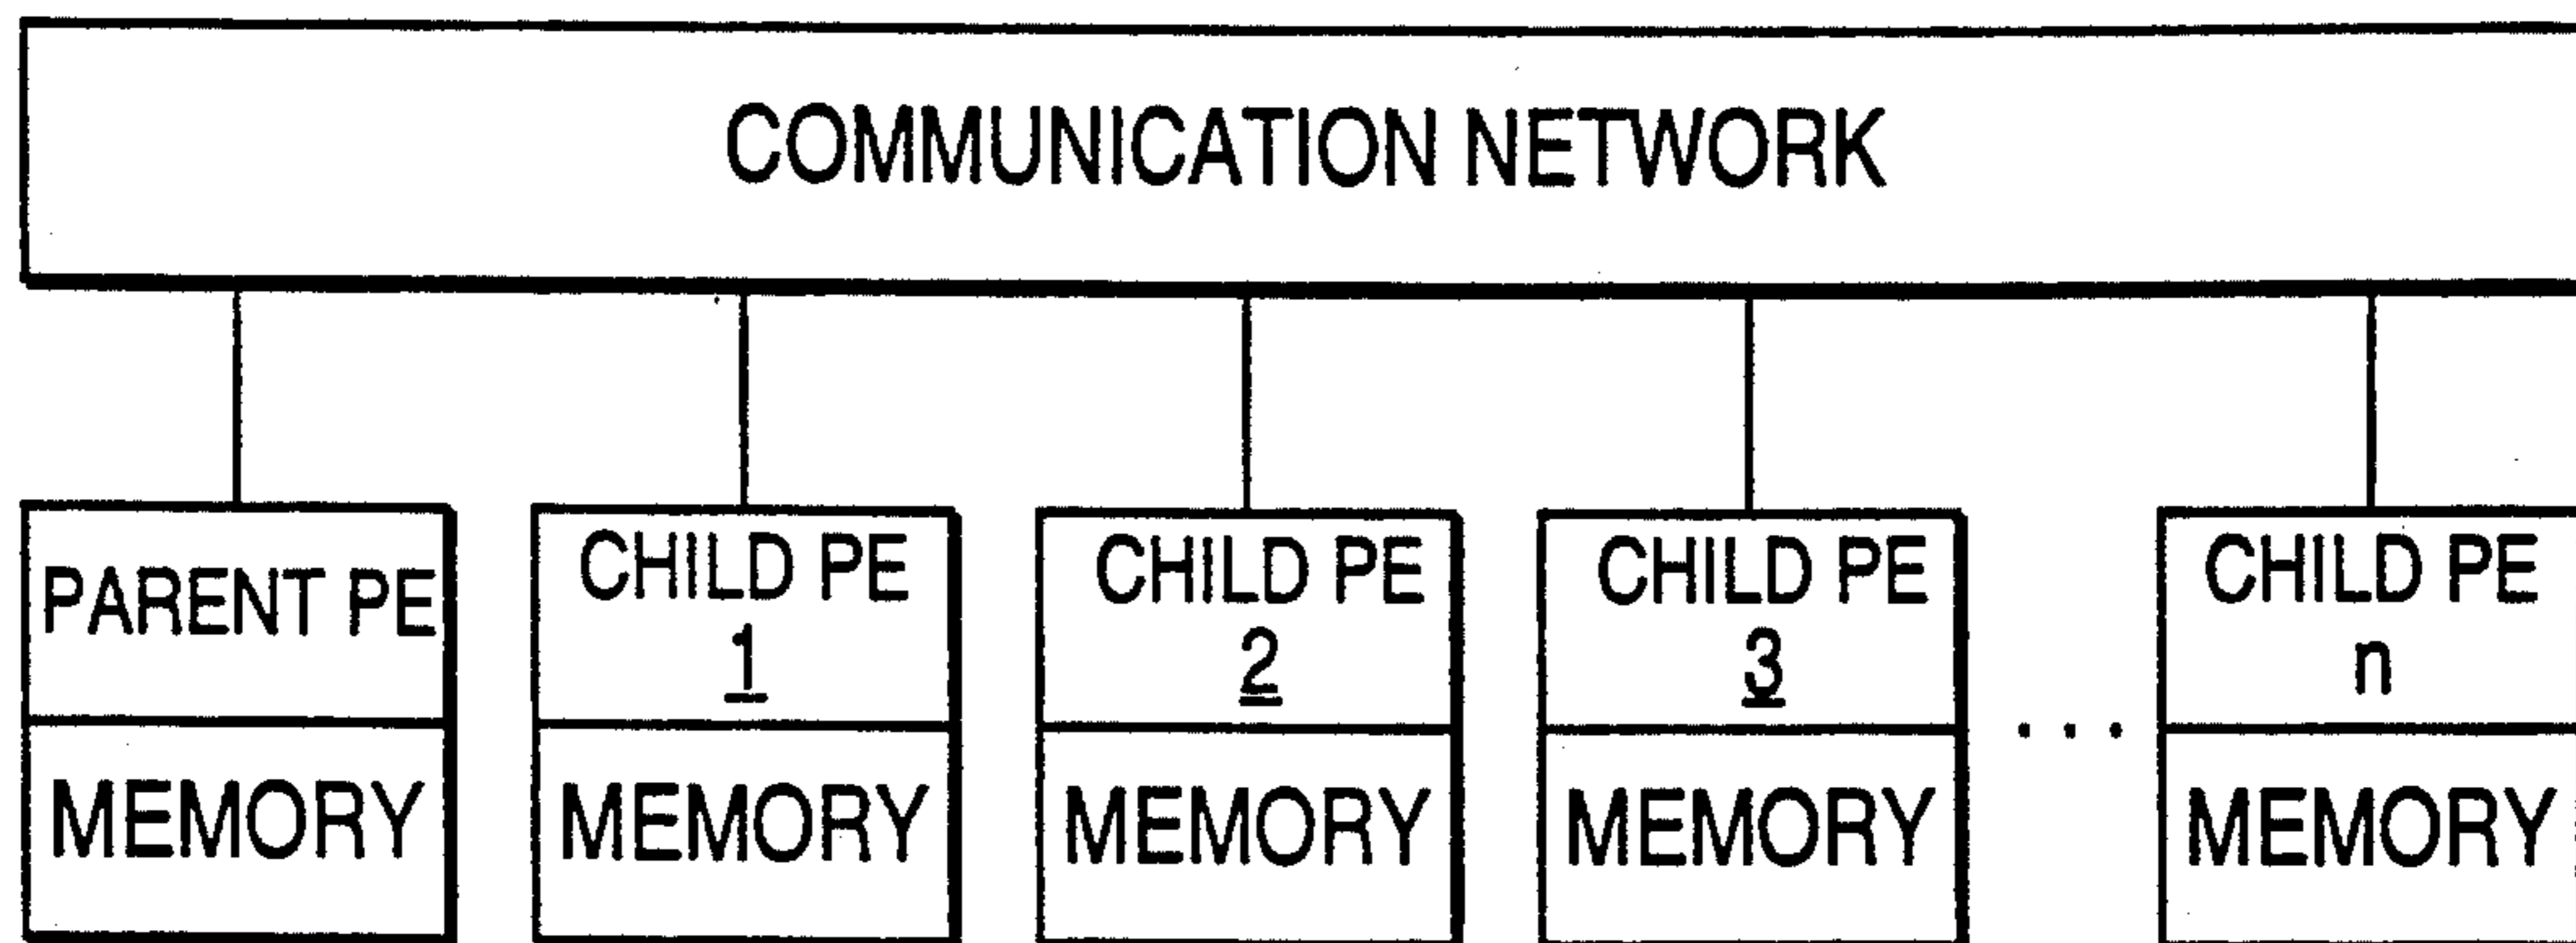 COMMUNICATION NETWORK
PARENT PE
MEMORY
CHILD PE
1
MEMORY
CHILD PE
2
MEMORY
CHILD PE
3
MEMORY
...
CHILD PE
n
MEMORY